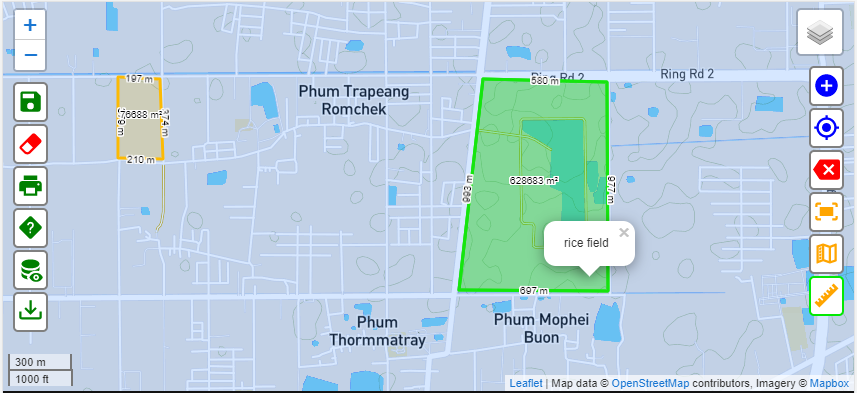 +
−
197 m
76688 m²
374 m
210 m
Phum Trapeang
Romchek
Ring Rd 2
580 m
Ring Rd 2
993 m
628683 m²
977 m
rice field
×
697 m
Phum
Thormmatray
Phum Mophei
Buon
300 m
1000 ft
Leaflet | Map data © OpenStreetMap contributors, Imagery © Mapbox